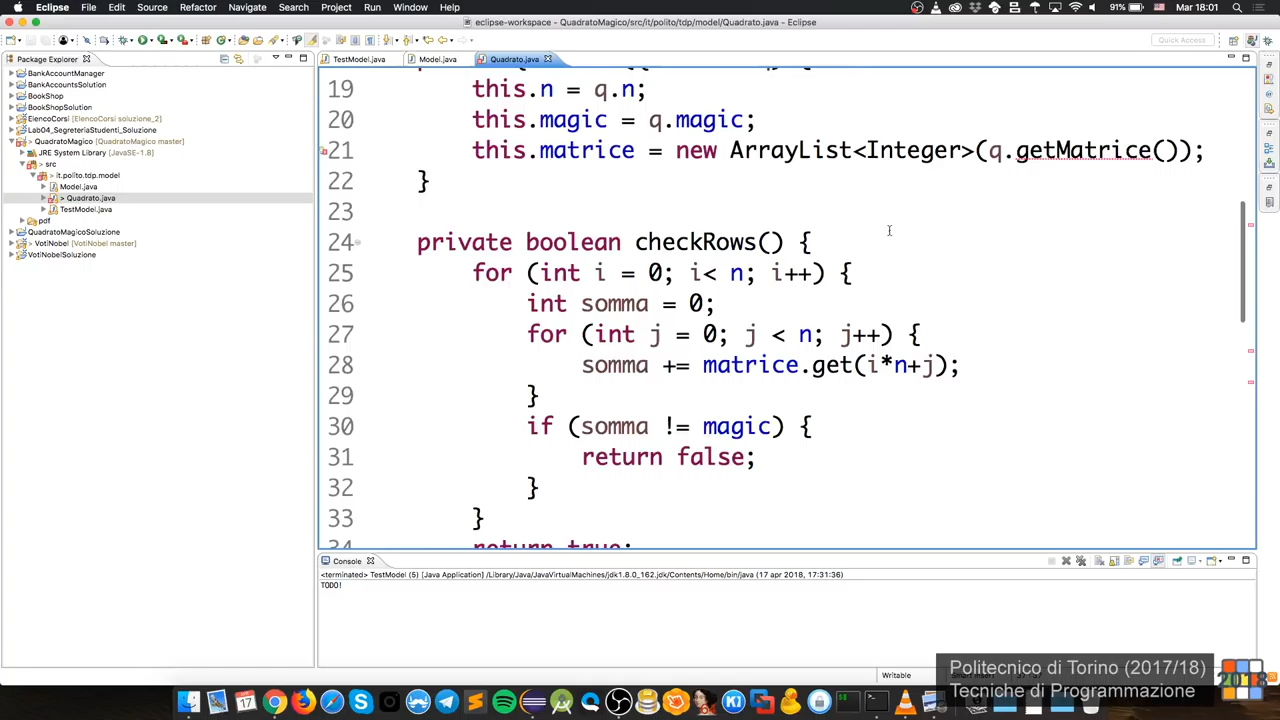 Eclipse File Edit Source Refactor Navigate Search Project Run Window Help 91% Mar 18:01
eclipse-workspace - QuadratoMagico/src/it/polito/tdp/model/Quadrato.java - Eclipse
Quick Access
Package Explorer
BankAccountManager
BankAccountsSolution
BookShop
BookShopSolution
ElencoCorsi soluzione_2
Lab04_SegreteriaStudenti_Soluzione
> QuadratoMagico [QuadratoMagico master]
JRE System Library [JavaSE-1.8]
> src
> it.polito.tdp.model
Model.java
> Quadrato.java
TestModel.java
pdf
QuadratoMagicoSoluzione
> VotiNobel [VotiNobel master]
VotiNobelSoluzione
TestModel.java Model.java Quadrato.java
19 this.n = q.n;
20 this.magic = q.magic;
21 this.matrice = new ArrayList<Integer>(q.getMatrice());
22 }
23
24 private boolean checkRows() {
25 for (int i = 0; i< n; i++) {
26 int somma = 0;
27 for (int j = 0; j < n; j++) {
28 somma += matrice.get(i*n+j);
29 }
30 if (somma != magic) {
31 return false;
32 }
33 }
34 return true;
Console
<terminated> TestModel (5) [Java Application] /Library/Java/JavaVirtualMachines/jdk1.8.0_162.jdk/Contents/Home/bin/java (17 apr 2018, 17:31:36)
TODO!
Writable
Politecnico di Torino (2017/18)
Tecniche di Programmazione
2018